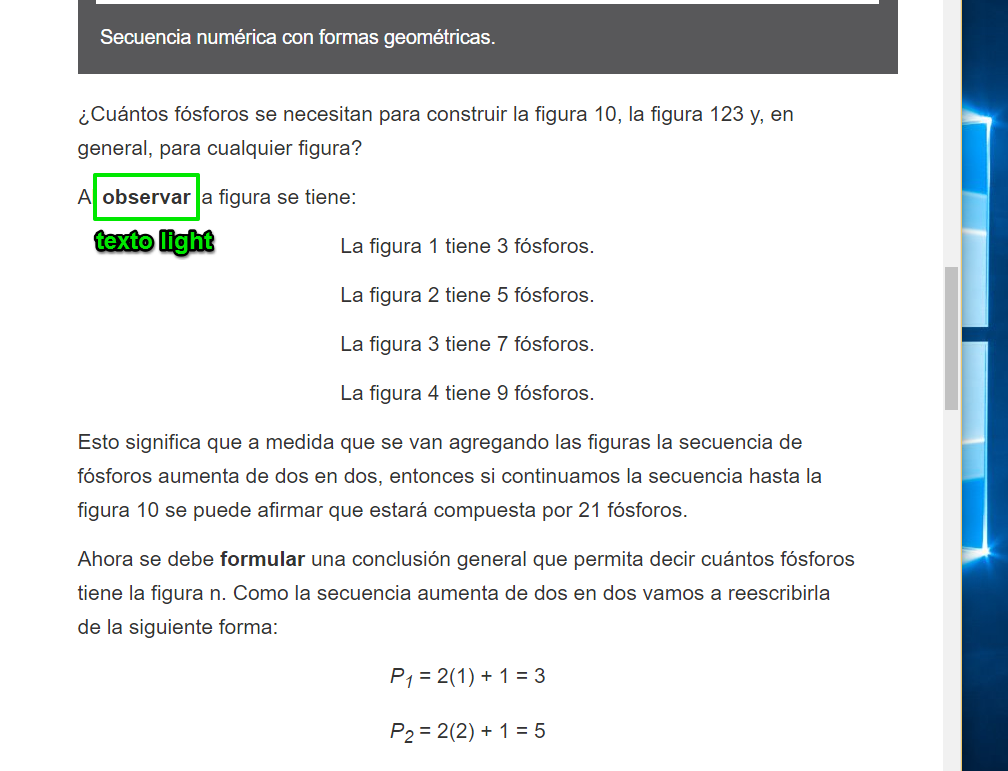 Secuencia numérica con formas geométricas.
¿Cuántos fósforos se necesitan para construir la figura 10, la figura 123 y, en
general, para cualquier figura?
A observar a figura se tiene:
texto light
La figura 1 tiene 3 fósforos.
La figura 2 tiene 5 fósforos.
La figura 3 tiene 7 fósforos.
La figura 4 tiene 9 fósforos.
Esto significa que a medida que se van agregando las figuras la secuencia de
fósforos aumenta de dos en dos, entonces si continuamos la secuencia hasta la
figura 10 se puede afirmar que estará compuesta por 21 fósforos.
Ahora se debe formular una conclusión general que permita decir cuántos fósforos
tiene la figura n. Como la secuencia aumenta de dos en dos vamos a reescribirla
de la siguiente forma:
P1 = 2(1) + 1 = 3
P2 = 2(2) + 1 = 5